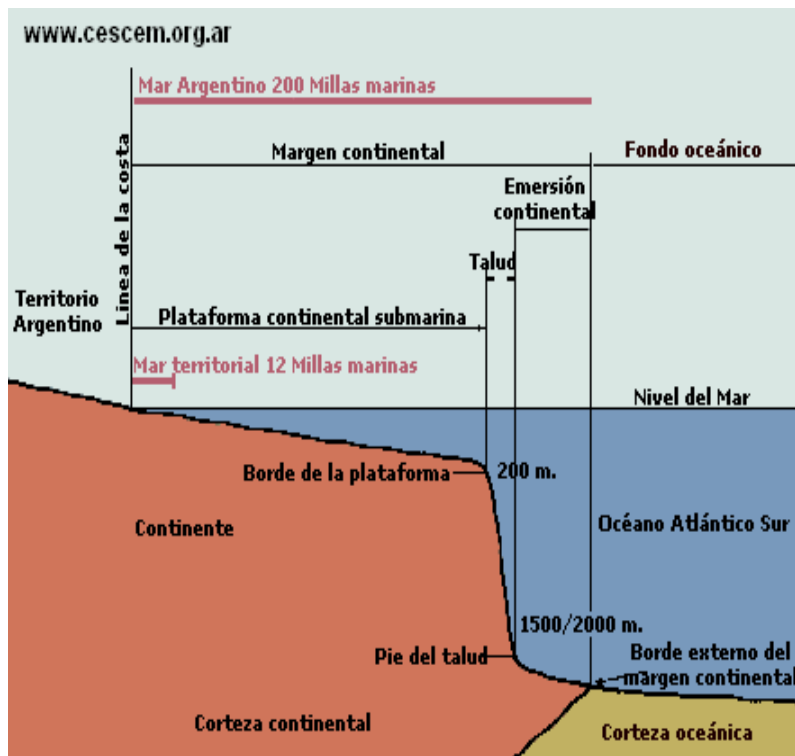 www.cescem.org.ar
Mar Argentino 200 Millas marinas
Línea de la costa
Margen continental
Fondo oceánico
Emersión
continental
Talud
Territorio
Argentino
Plataforma continental submarina
Mar territorial 12 Millas marinas
Nivel del Mar
Borde de la plataforma
200 m.
Continente
Océano Atlántico Sur
1500/2000 m.
Pie del talud
Borde externo del
margen continental
Corteza continental
Corteza oceánica